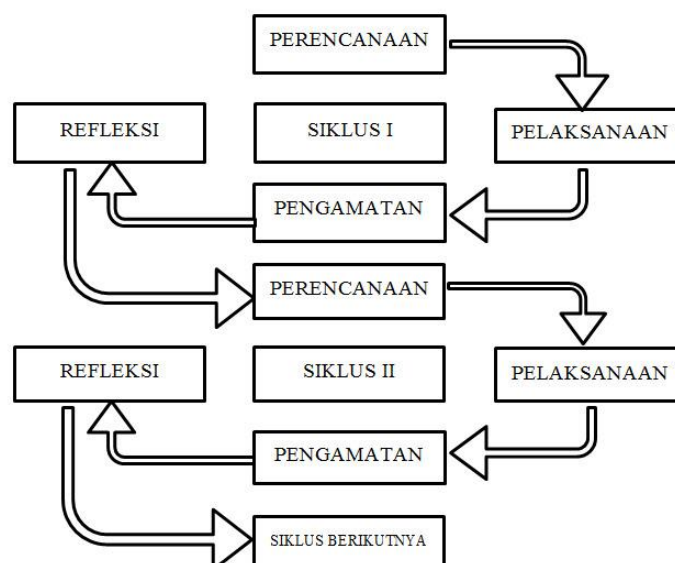 PERENCANAAN
REFLEKSI
SIKLUS I
PELAKSANAAN
PENGAMATAN
PERENCANAAN
REFLEKSI
SIKLUS II
PELAKSANAAN
PENGAMATAN
SIKLUS BERIKUTNYA